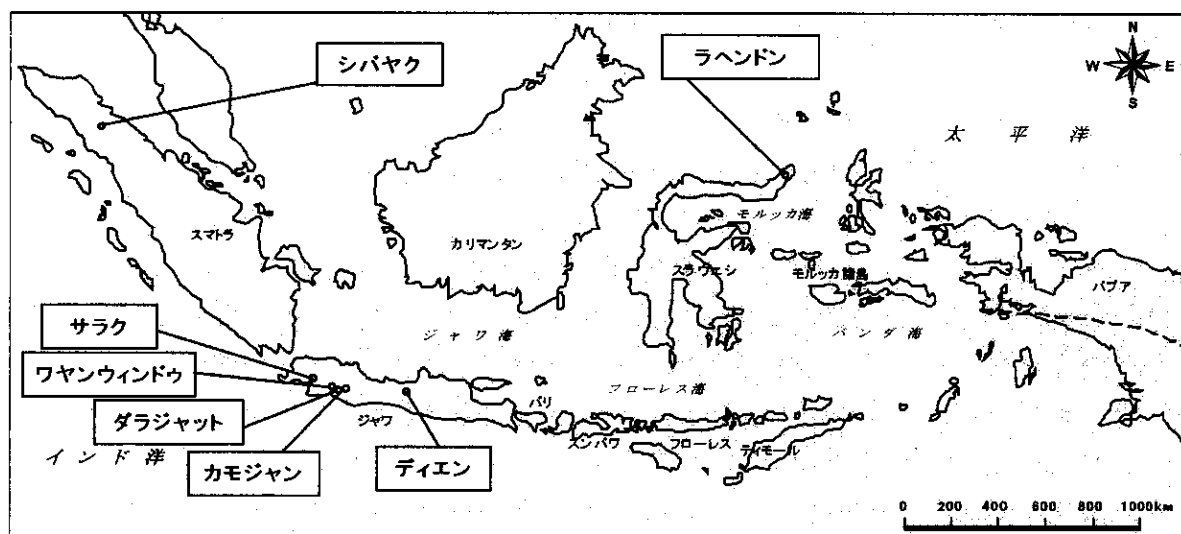 シバヤク
ラヘンドン
N
W
E
S
太平洋
モルッカ海
スマトラ
カリマンタン
スラウェシ
モルッカ諸島
パプア
サラク
ジャワ海
バンダ海
ワヤンウィンドゥ
フローレス海
ダラジャット
ジャワ
バリ
インド洋
カモジャン
ディエン
スンバワ
フローレス
ティモール
0 200 400 600 800 1000KM